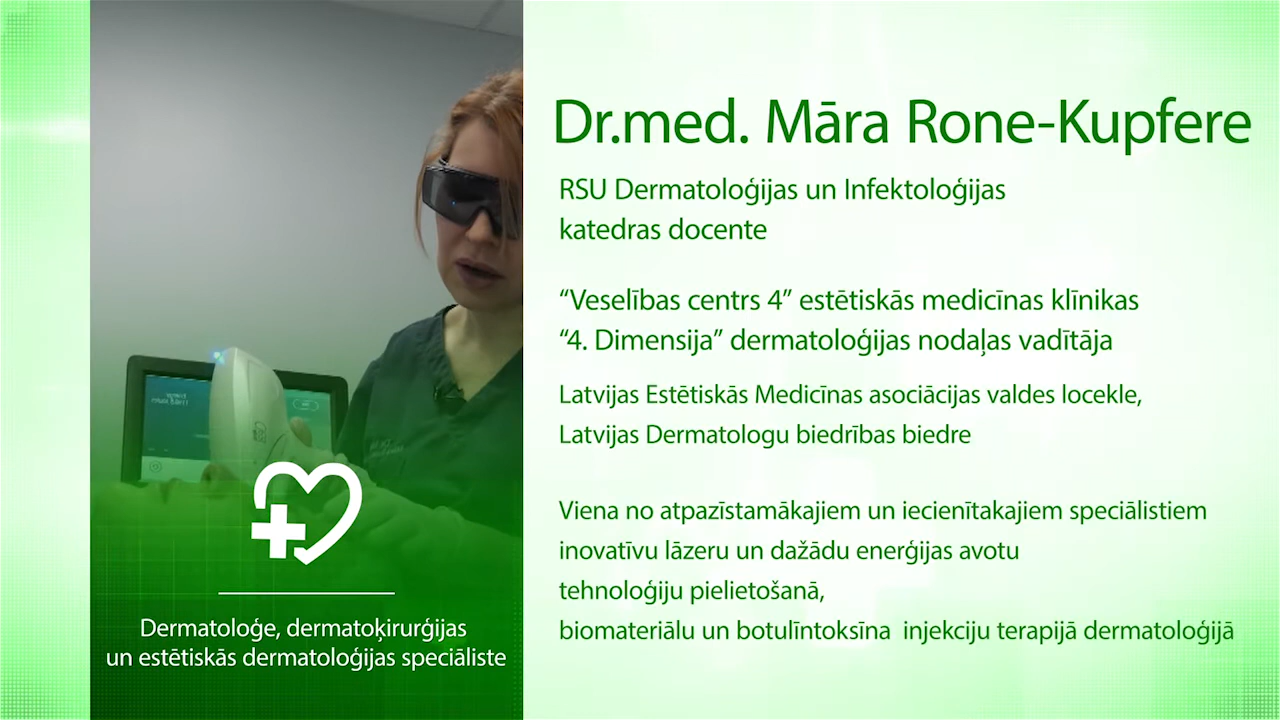 Dr.med. Māra Rone-Kupfere
RSU Dermatoloģijas un Infektoloģijas
katedras docente
“Veselības centrs 4” estētiskās medicīnas klīnikas
“4. Dimensija” dermatoloģijas nodaļas vadītāja
Latvijas Estētiskās Medicīnas asociācijas valdes locekle,
Latvijas Dermatologu biedrības biedre
Viena no atpazīstamākajiem un iecienītakajiem speciālistiem
inovatīvu lāzeru un dažādu enerģijas avotu
tehnoloģiju pielietošanā,
biomateriālu un botulīntoksīna injekciju terapijā dermatoloģijā
Dermatoloģe, dermatoķirurģijas
un estētiskās dermatoloģijas speciāliste